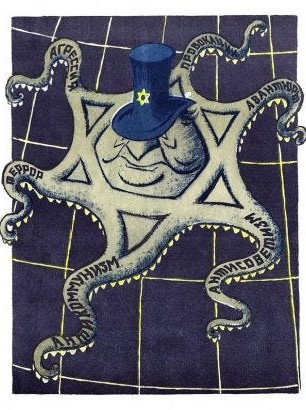 АГРЕССИЯ
ПРОВОКАЦИИ
АВАНТЮРЫ
ТЕРРОР
АНТИКОММУНИЗМ
АНТИСОВЕТИЗМ